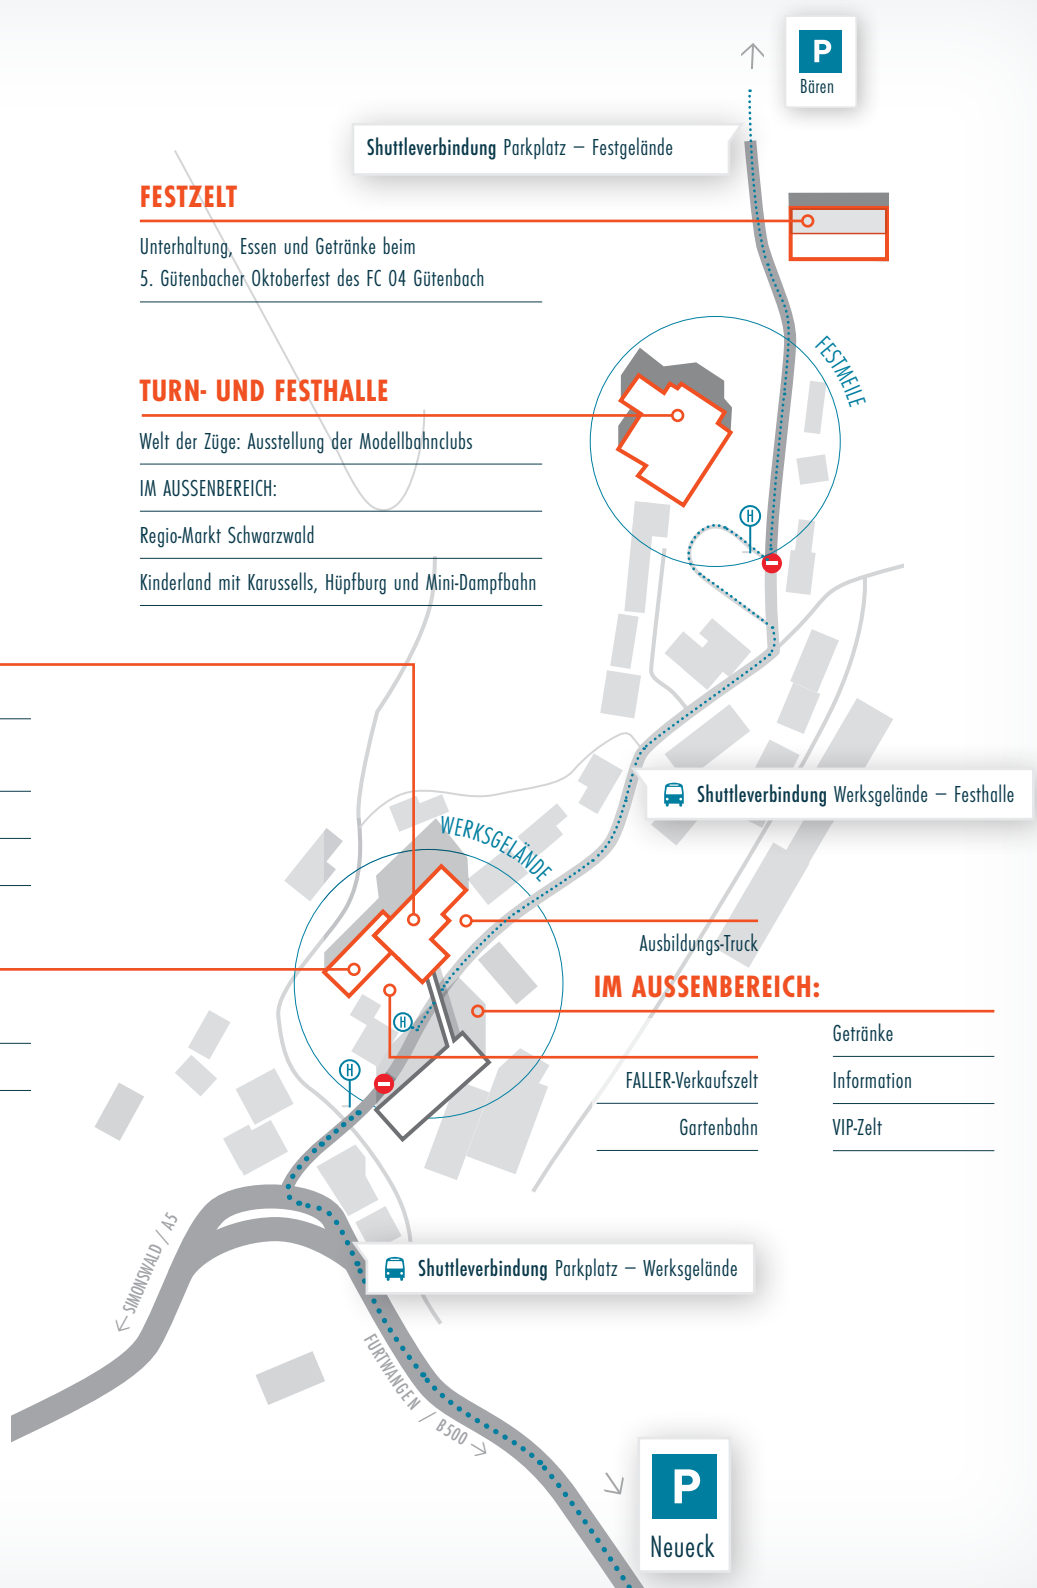 P
Bären
Shuttleverbindung Parkplatz – Festgelände
FESTZELT
Unterhaltung, Essen und Getränke beim
5. Gütenbacher Oktoberfest des FC 04 Gütenbach
FESTMEILE
TURN- UND FESTHALLE
Welt der Züge: Ausstellung der Modellbahnclubs
IM AUSSENBEREICH:
Regio-Markt Schwarzwald
Kinderland mit Karussells, Hüpfburg und Mini-Dampfbahn
H
Shuttleverbindung Werksgelände – Festhalle
WERKSGELÄNDE
Ausbildungs-Truck
IM AUSSENBEREICH:
Getränke
Information
VIP-Zelt
FALLER-Verkaufszelt
Gartenbahn
H
H
← SIMONSWALD / A5
Shuttleverbindung Parkplatz – Werksgelände
FURTWANGEN / B500 →
P
Neueck